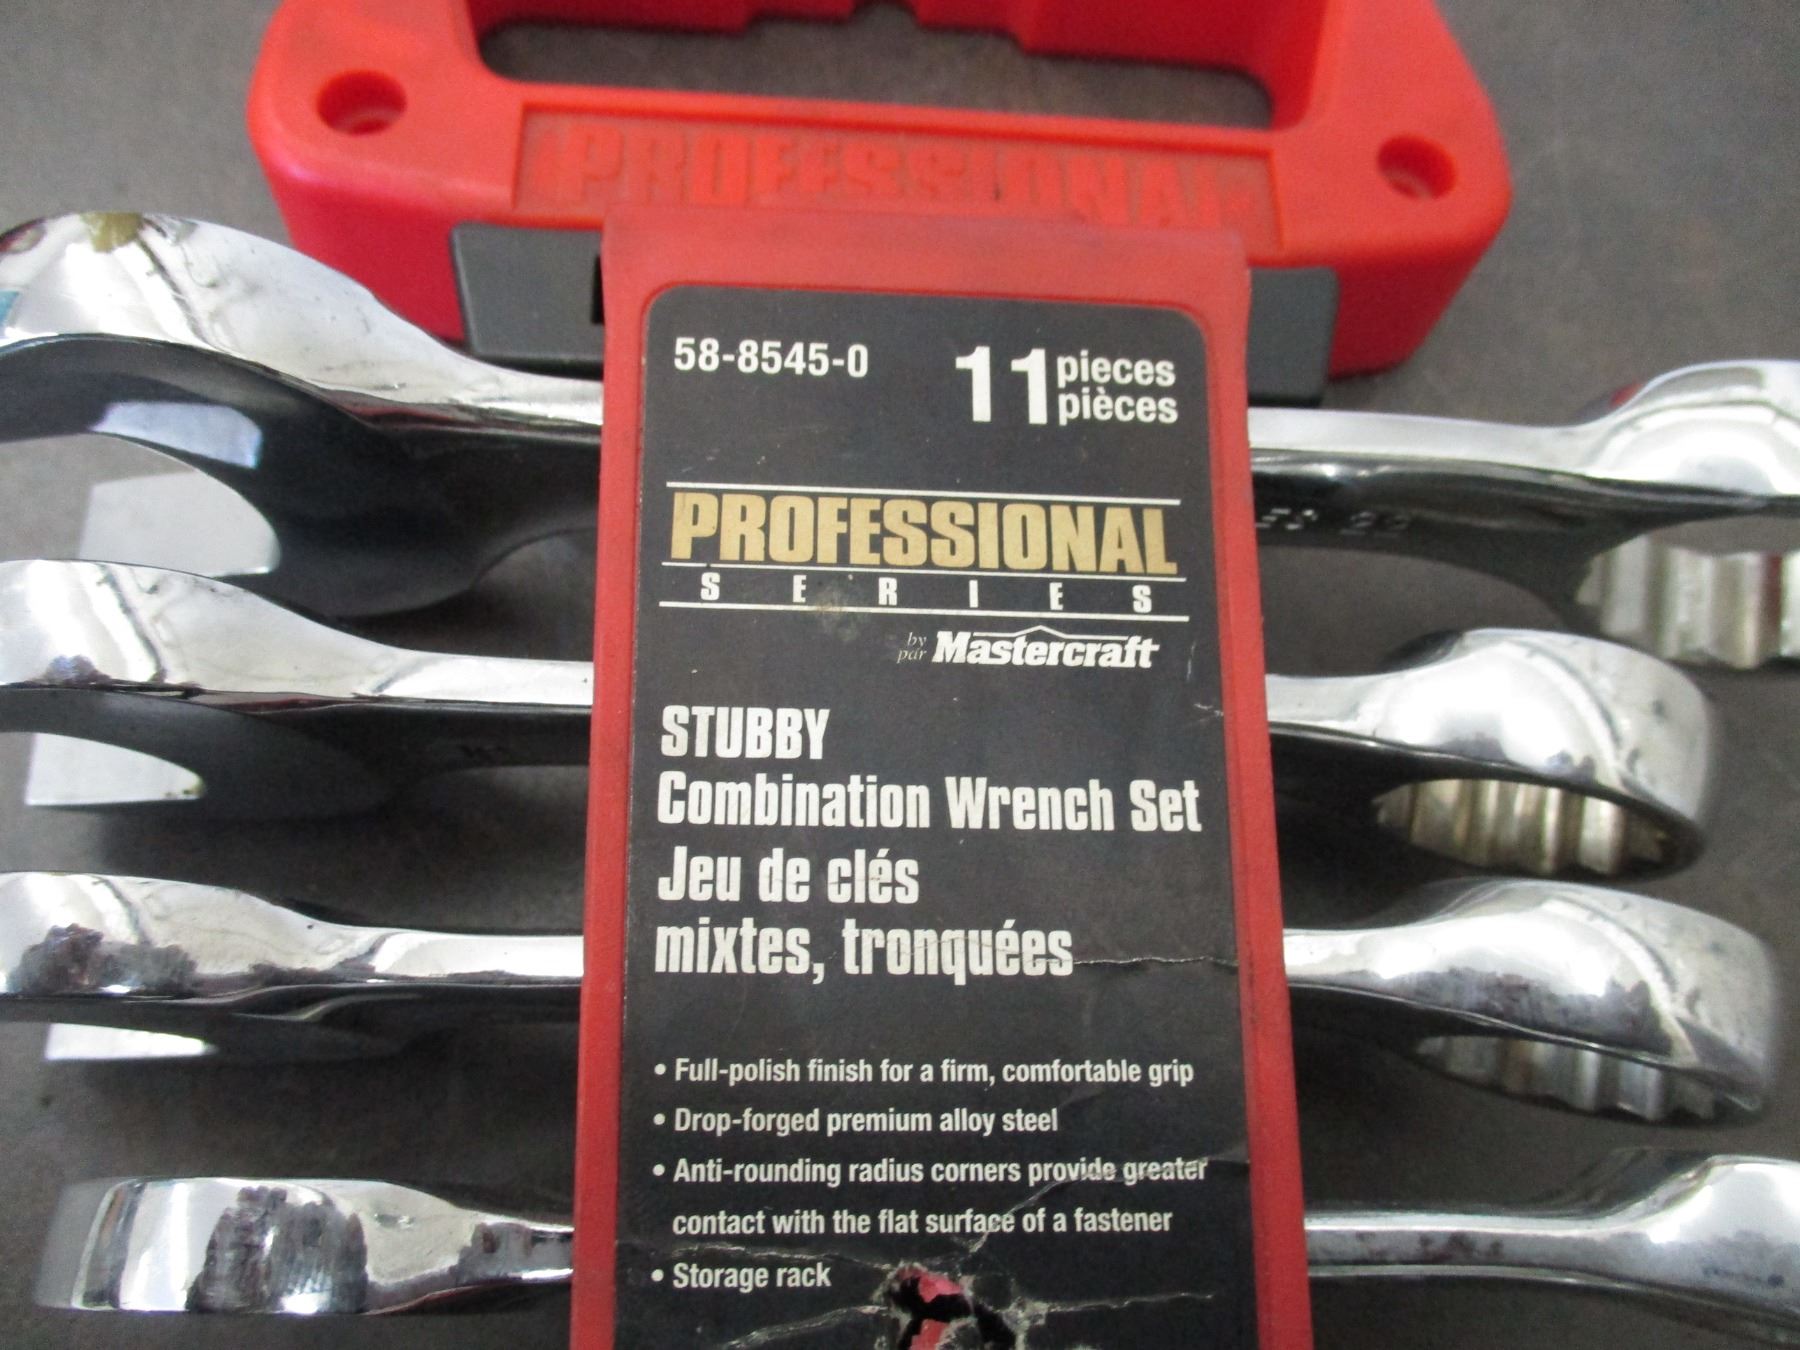 PROFESSIONAL
58-8545-0
11 pieces
pièces
PROFESSIONAL
SERIES
by
par Mastercraft
STUBBY
Combination Wrench Set
Jeu de clés
mixtes, tronquées
• Full-polish finish for a firm, comfortable grip
• Drop-forged premium alloy steel
• Anti-rounding radius corners provide greater
contact with the flat surface of a fastener
• Storage rack
22